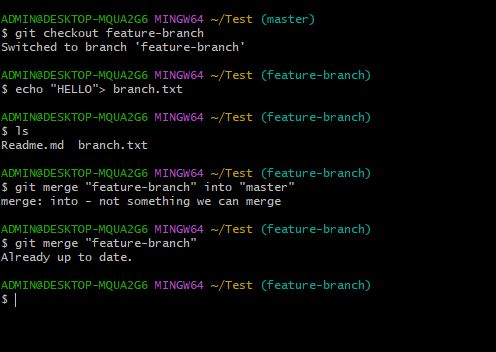 ADMIN@DESKTOP-MQUA2G6 MINGW64 ~/Test (master)
$ git checkout feature-branch
Switched to branch 'feature-branch'
ADMIN@DESKTOP-MQUA2G6 MINGW64 ~/Test (feature-branch)
$ echo "HELLO"> branch.txt
ADMIN@DESKTOP-MQUA2G6 MINGW64 ~/Test (feature-branch)
$ ls
Readme.md  branch.txt
ADMIN@DESKTOP-MQUA2G6 MINGW64 ~/Test (feature-branch)
$ git merge "feature-branch" into "master"
merge: into - not something we can merge
ADMIN@DESKTOP-MQUA2G6 MINGW64 ~/Test (feature-branch)
$ git merge "feature-branch"
Already up to date.
ADMIN@DESKTOP-MQUA2G6 MINGW64 ~/Test (feature-branch)
$